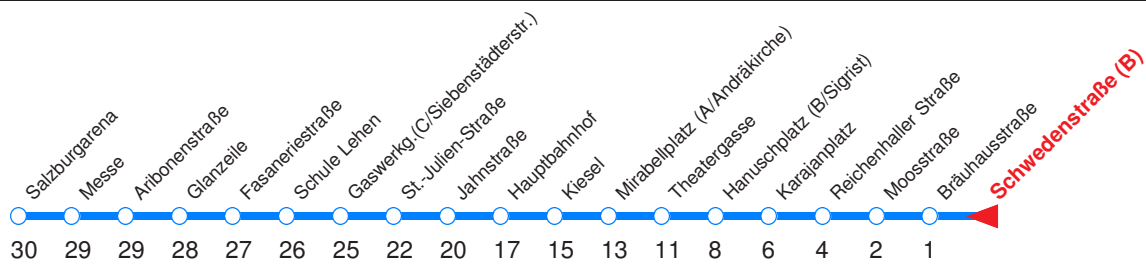 Salzburgarena
Messe
Aribonenstraße
Glanzeile
Fasaneriestraße
Schule Lehen
Gaswerkg.(C/Siebenstädterstr.)
St.-Julien-Straße
Jahnstraße
Hauptbahnhof
Kiesel
Mirabellplatz (A/Andräkirche)
Theatergasse
Hanuschplatz (B/Sigrist)
Karajanplatz
Reichenhaller Straße
Moosstraße
Bräuhausstraße
Schwedenstraße (B)
30 29 29 28 27 26 25 22 20 17 15 13 11 8 6 4 2 1